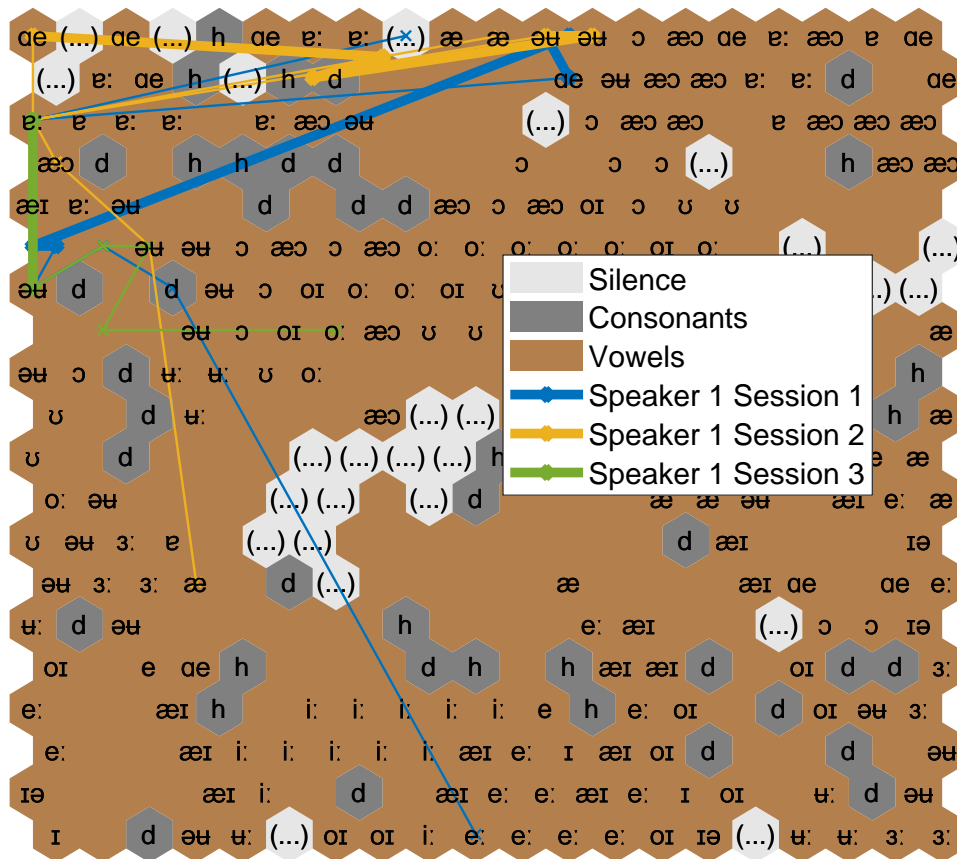 ɑe (...) ɑe (...) h ɑe ɐː ɐː (...) æ æ əʉ əʉ ɔ æɔ ɑe ɐː æɔ ɐ ɑe
(...) ɐː ɑe h (...) h d ɑe əʉ æɔ æɔ ɐː ɐː d ɑe
ɐː ɐ ɐː ɐː ɐː æɔ əʉ (...) ɔ æɔ æɔ ɐ æɔ æɔ æɔ
æɔ d h h d d ɔ ɔ ɔ (...) h æɔ æɔ
æɪ ɐː əʉ d d d æɔ ɔ æɔ oɪ ɔ ʊ ʊ
əʉ əʉ ɔ æɔ ɔ æɔ oː oː oː oː oː oɪ oː (...) (...)
əʉ d d əʉ ɔ oɪ oː oː oɪ (...)
əʉ ɔ oɪ oː æɔ ʊ ʊ æ
əʉ ɔ d ʉː ʉː ʊ oː h
ʊ d ʉː æɔ (...) (...) h æ
ʊ d (...) (...) (...) (...) h e æ
oː əʉ (...) (...) (...) d æ æ əʉ æɪ eː æ
ʊ əʉ ɜː ɐ (...) (...) d æɪ ɪə
əʉ ɜː ɜː æ d (...) æ æɪ ɑe ɑe eː
ʉː d əʉ h eː æɪ (...) ɔ ɔ ɪə
oɪ e ɑe h d h h æɪ æɪ d oɪ d d ɜː
eː æɪ h iː iː iː iː iː e h eː oɪ d oɪ əʉ ɜː
eː æɪ iː iː iː iː iː æɪ eː ɪ æɪ oɪ d d əʉ
ɪə æɪ iː d æɪ eː eː æɪ eː ɪ oɪ ʉː d əʉ
ɪ d əʉ ʉː (...) oɪ oɪ iː eː eː eː eː eː oɪ ɪə (...) ʉː ʉː ɜː ɜː
Silence
Consonants
Vowels
Speaker 1 Session 1
Speaker 1 Session 2
Speaker 1 Session 3